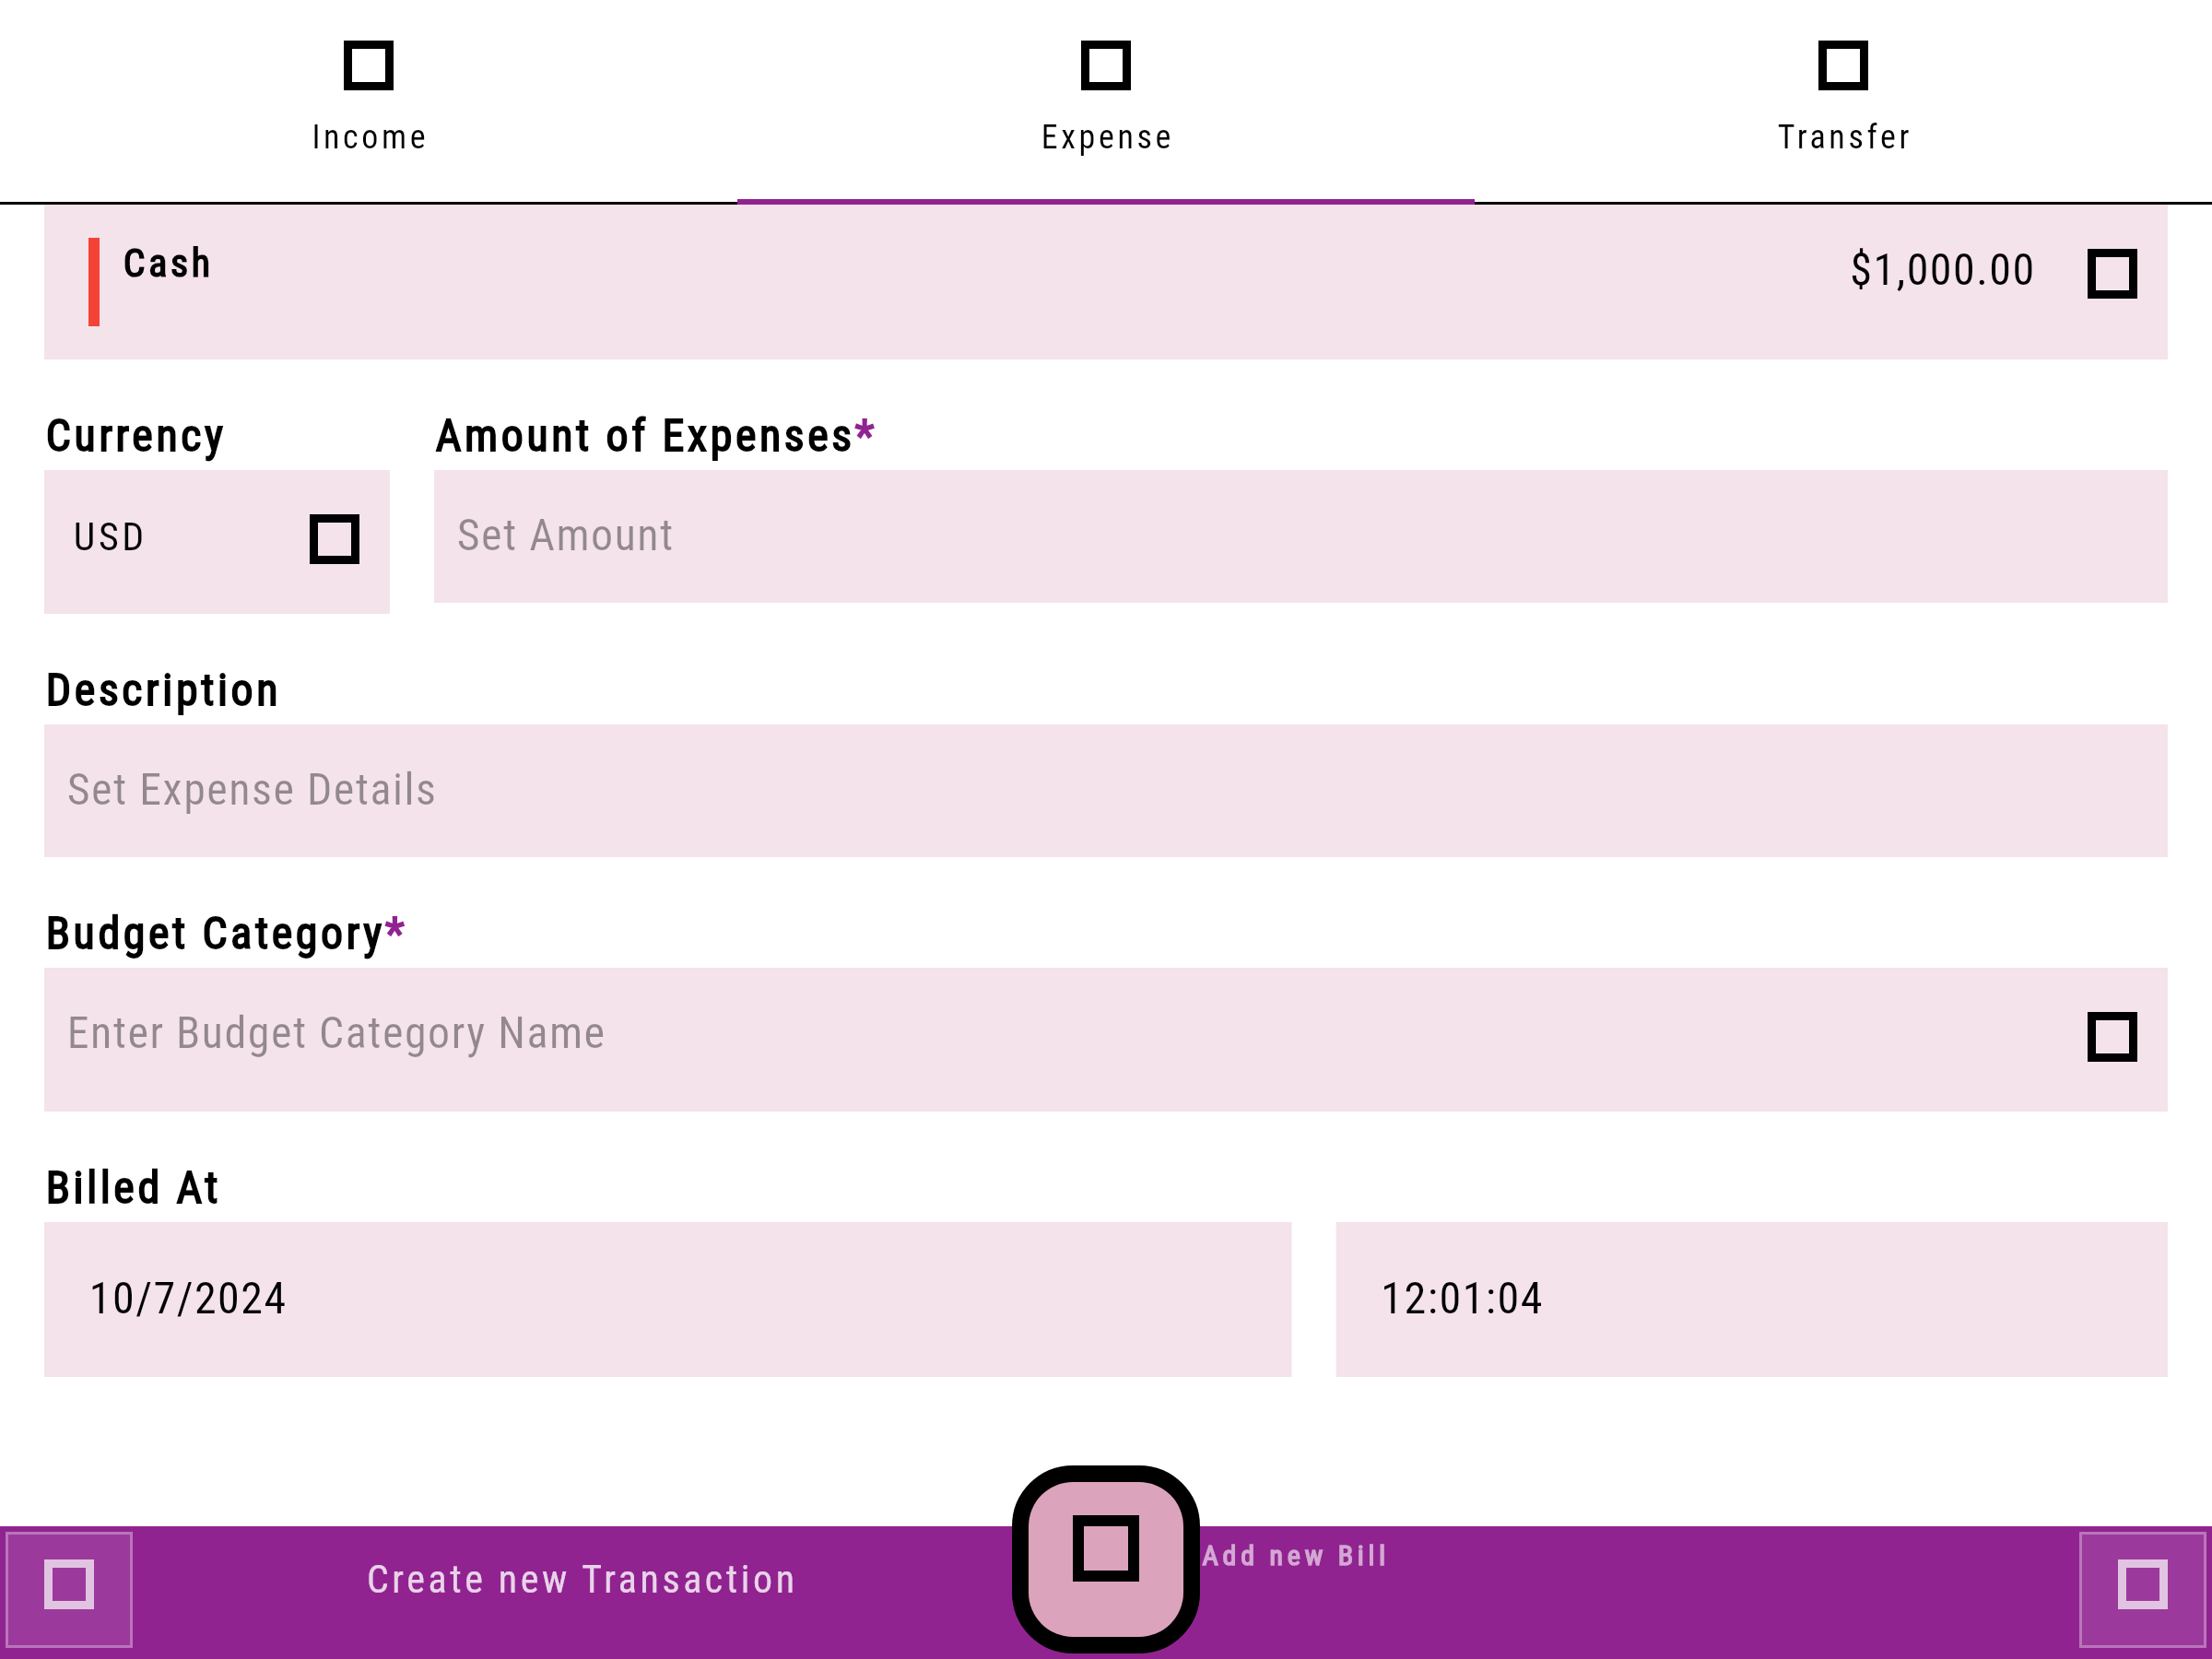 Income
Expense
Transfer
Cash
$1,000.00
Currency
Amount of Expenses*
USD
Set Amount
Description
Set Expense Details
Budget Category*
Enter Budget Category Name
Billed At
10/7/2024
12:01:04
Create new Transaction
Add new Bill